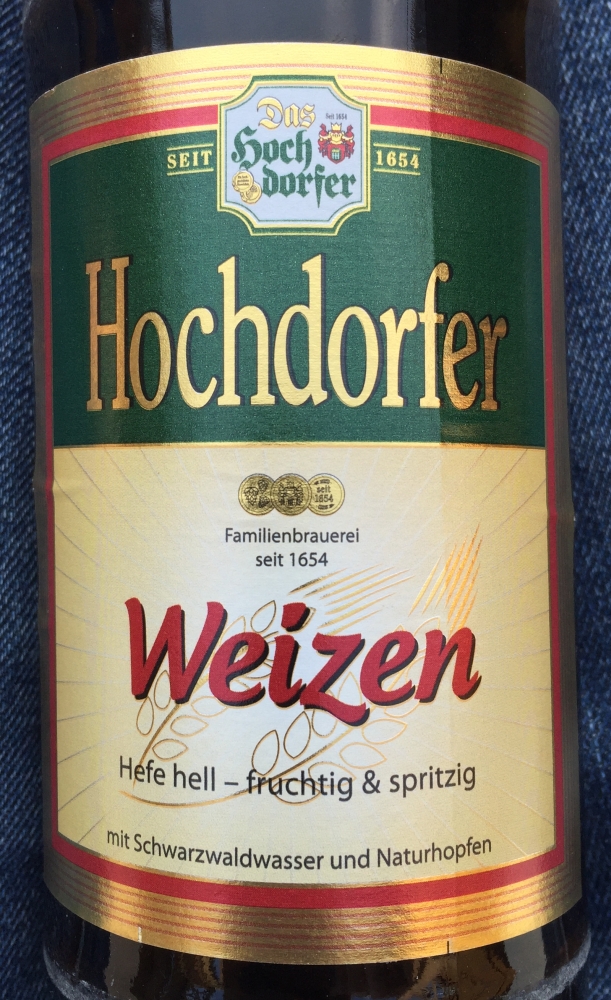 Das
Seit 1654
Hoch
dorfer
SEIT 1654
Hochdorfer
seit
1654
Familienbrauerei
seit 1654
Weizen
Hefe hell – fruchtig & spritzig
mit Schwarzwaldwasser und Naturhopfen